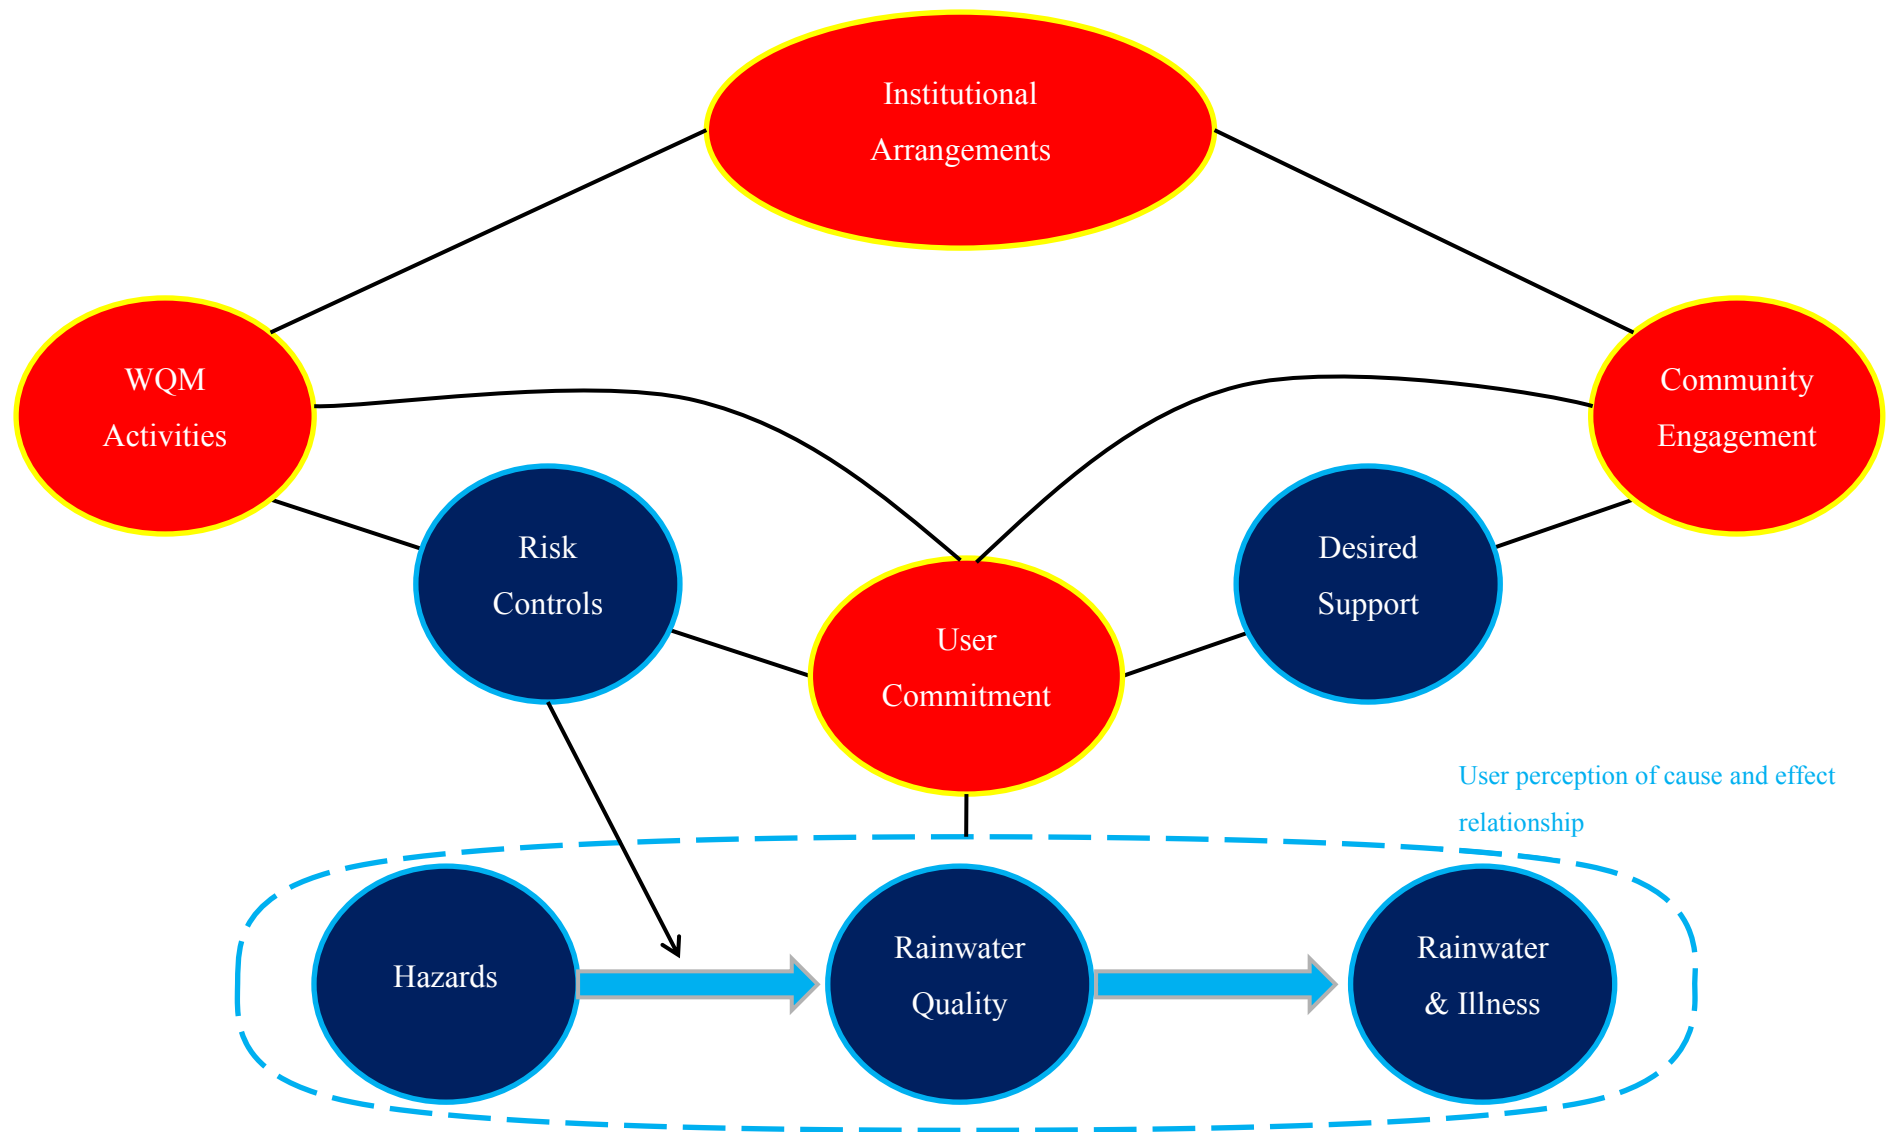 Institutional
Arrangements
WQM
Activities
Community
Engagement
Risk
Controls
Desired
Support
User
Commitment
User perception of cause and effect
relationship
Hazards
Rainwater
Quality
Rainwater
& Illness